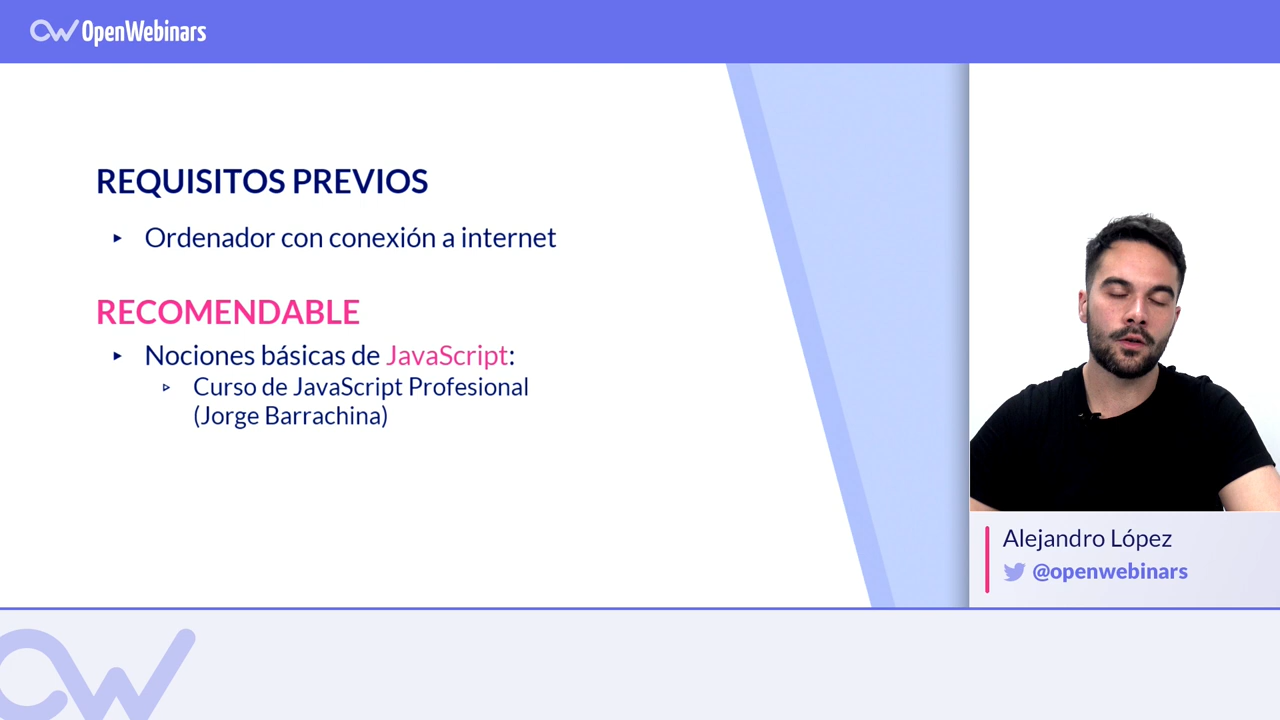 OpenWebinars
REQUISITOS PREVIOS
Ordenador con conexión a internet
RECOMENDABLE
Nociones básicas de JavaScript:
Curso de JavaScript Profesional
(Jorge Barrachina)
Alejandro López
@openwebinars